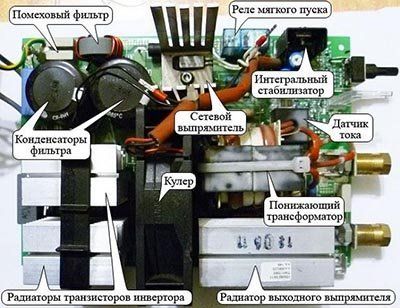 Помеховый фильтр
Реле мягкого пуска
Интегральный
стабилизатор
Сетевой
выпрямитель
Датчик
тока
Конденсаторы
фильтра
Кулер
Понижающий
трансформатор
Радиаторы транзисторов инвертора
Радиатор выходного выпрямителя